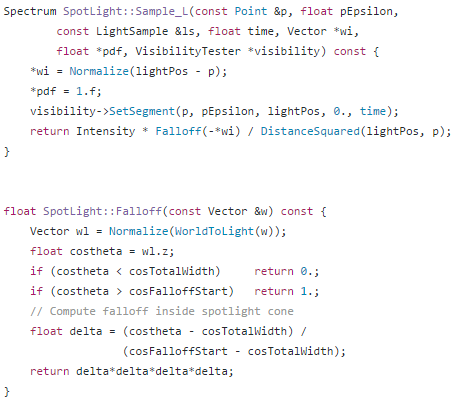 Spectrum SpotLight::Sample_L(const Point &p, float pEpsilon,
        const LightSample &ls, float time, Vector *wi,
        float *pdf, VisibilityTester *visibility) const {
    *wi = Normalize(lightPos - p);
    *pdf = 1.f;
    visibility->SetSegment(p, pEpsilon, lightPos, 0., time);
    return Intensity * Falloff(-*wi) / DistanceSquared(lightPos, p);
}
float SpotLight::Falloff(const Vector &w) const {
    Vector wl = Normalize(WorldToLight(w));
    float costheta = wl.z;
    if (costheta < cosTotalWidth)     return 0.;
    if (costheta > cosFalloffStart)   return 1.;
    // Compute falloff inside spotlight cone
    float delta = (costheta - cosTotalWidth) /
                  (cosFalloffStart - cosTotalWidth);
    return delta*delta*delta*delta;
}